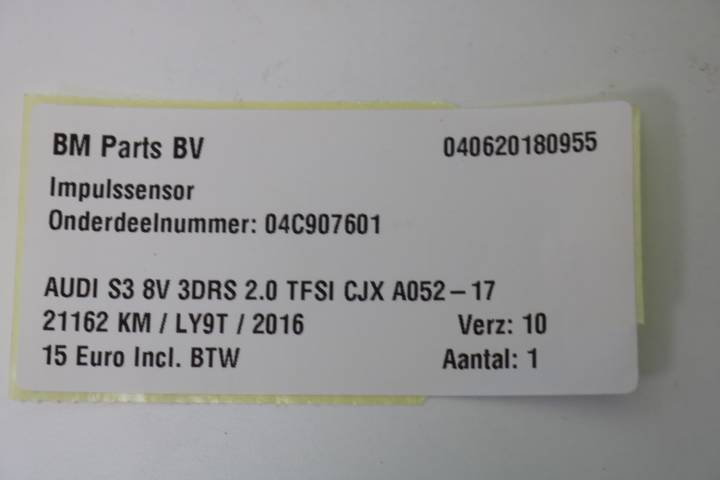 BM Parts BV 040620180955
Impulssensor
Onderdeelnummer: 04C907601
AUDI S3 8V 3DRS 2.0 TFSI CJX A052-17
21162 KM / LY9T / 2016 Verz: 10
15 Euro Incl. BTW Aantal: 1